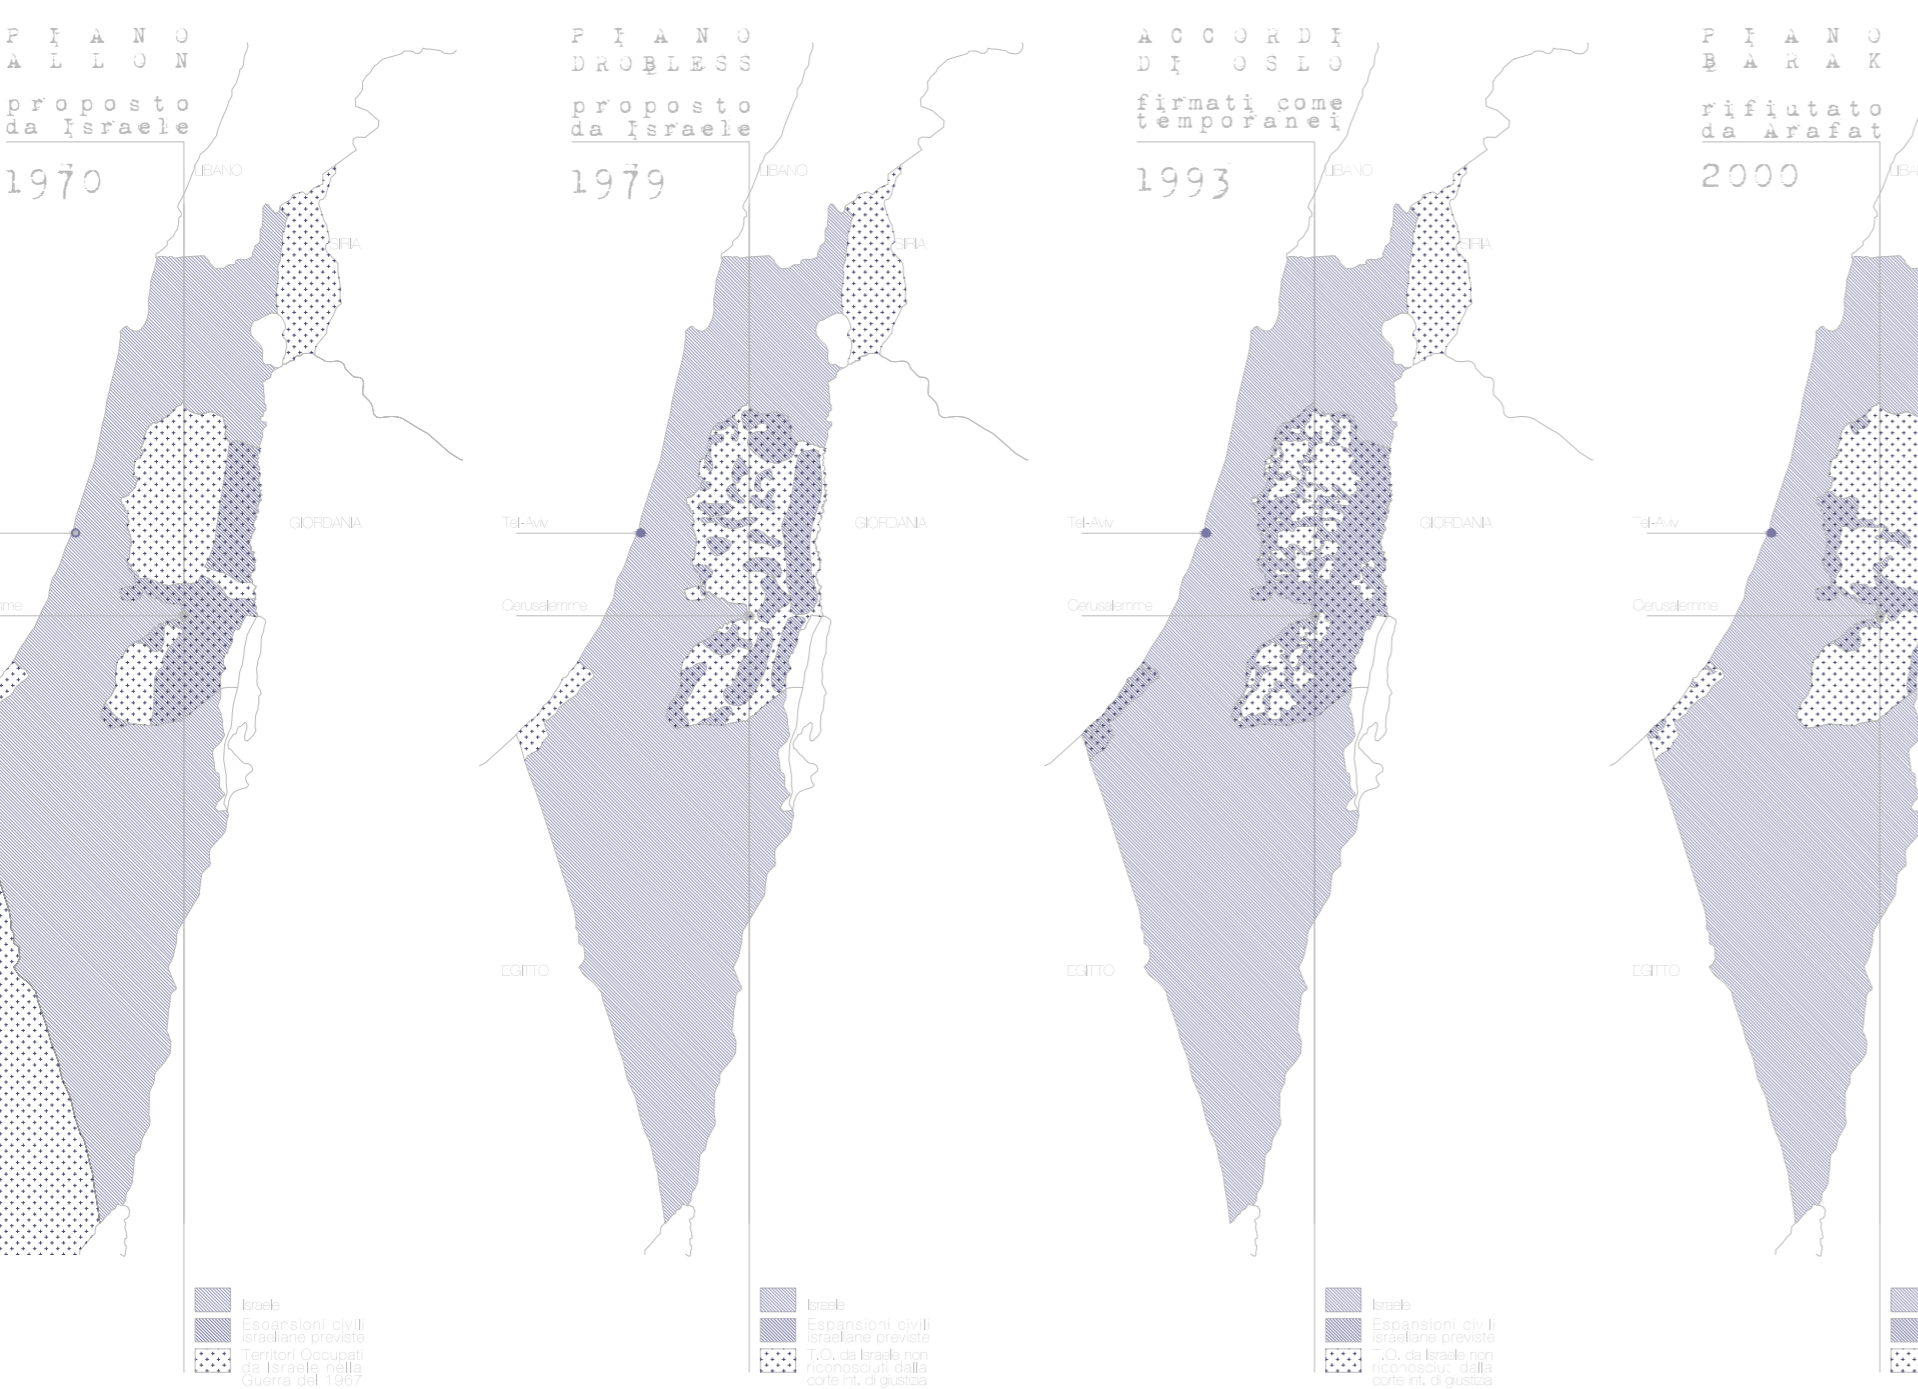 PIANO
ALLON
proposto
da Israele
1970
LIBANO
SIRIA
GIORDANIA
Israele
Espansioni civili
israeliane previste
Territori Occupati
da Israele nella
Guerra del 1967
PIANO
DROBLESS
proposto
da Israele
1979
LIBANO
SIRIA
Tel-Aviv
GIORDANIA
Gerusalemme
EGITTO
Israele
Espansioni civili
israeliane previste
T.O. da Israele non
riconosciuti dalla
corte int. di giustizia
ACCORDI
DI OSLO
firmati come
temporanei
1993
LIBANO
SIRIA
Tel-Aviv
GIORDANIA
Gerusalemme
EGITTO
Israele
Espansioni civili
israeliane previste
T.O. da Israele non
riconosciuti dalla
corte int. di giustizia
PIANO
BARAK
rifiutato
da Arafat
2000
Tel-Aviv
Gerusalemme
EGITTO